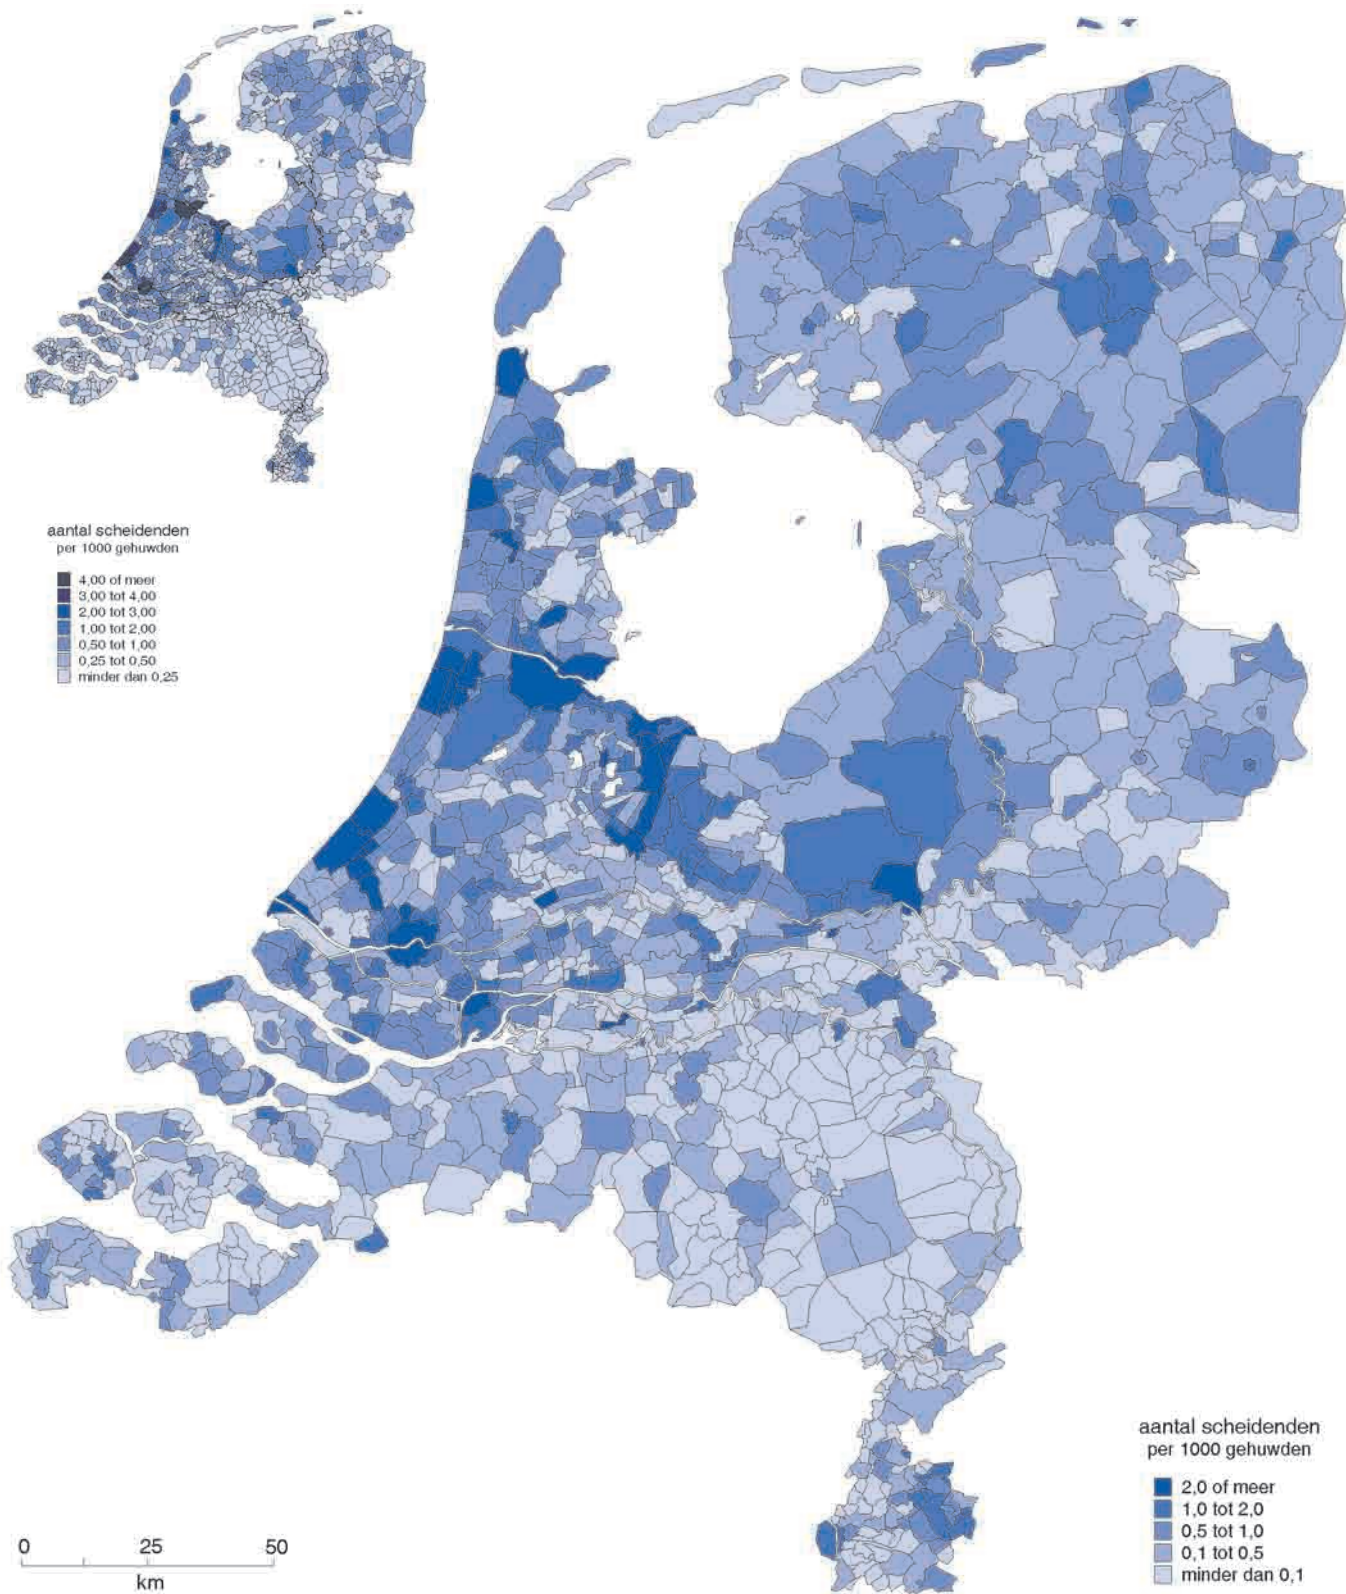 aantal scheidenden
per 1000 gehuwden
4,00 of meer
3,00 tot 4,00
2,00 tot 3,00
1,00 tot 2,00
0,50 tot 1,00
0,25 tot 0,50
minder dan 0,25
aantal scheidenden
per 1000 gehuwden
2,0 of meer
1,0 tot 2,0
0,5 tot 1,0
0,1 tot 0,5
minder dan 0,1
0 25 50
km